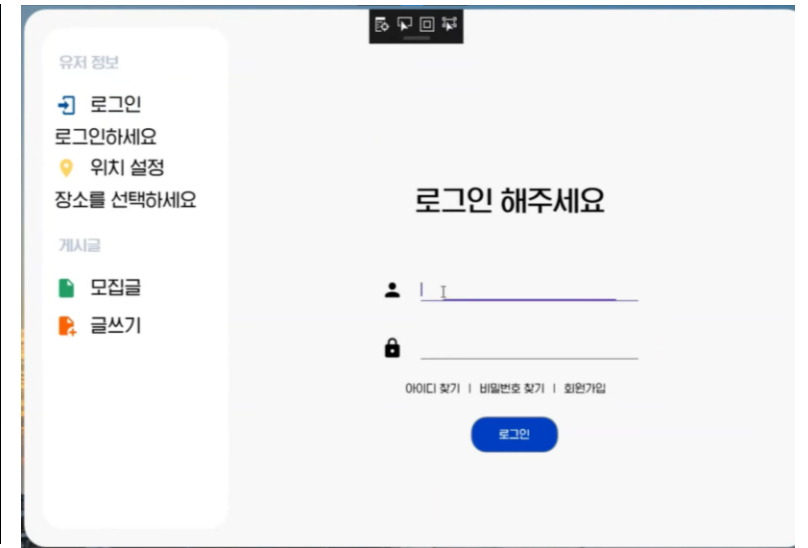 유저 정보
로그인
로그인하세요
위치 설정
장소를 선택하세요
게시글
모집글
글쓰기
로그인 해주세요
아이디 찾기 | 비밀번호 찾기 | 회원가입
로그인